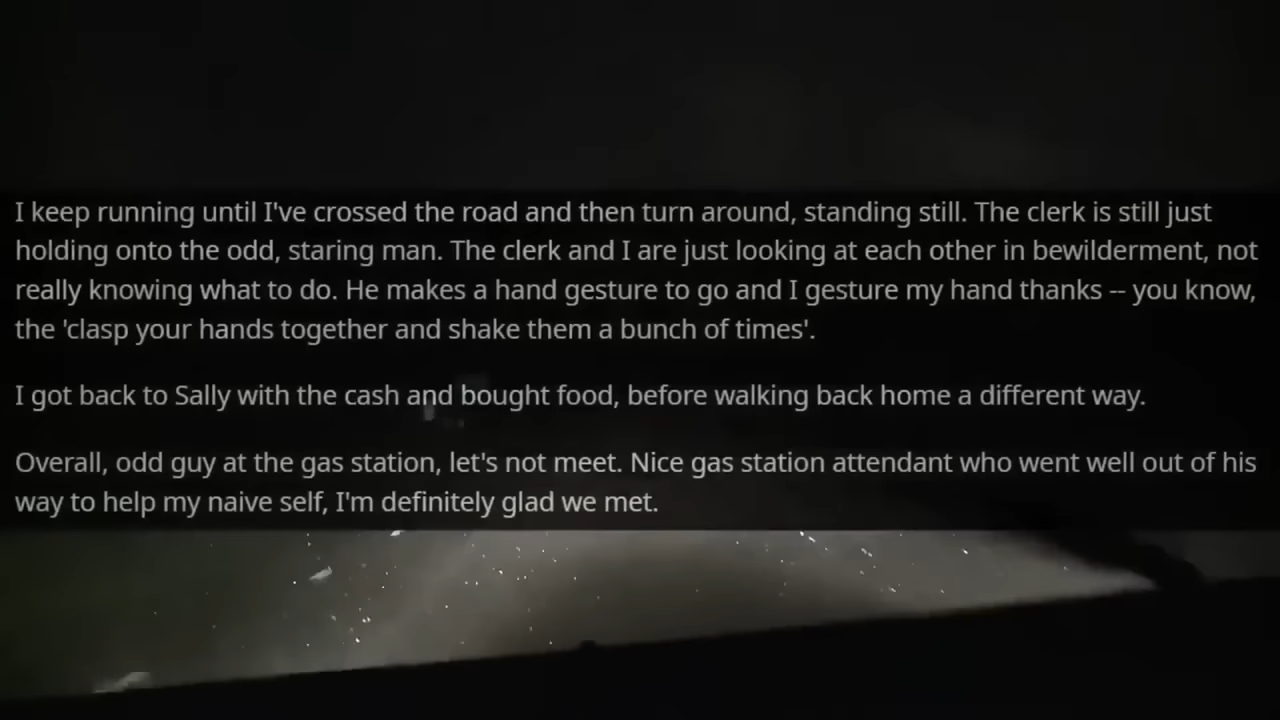 I keep running until I've crossed the road and then turn around, standing still. The clerk is still just
holding onto the odd, staring man. The clerk and I are just looking at each other in bewilderment, not
really knowing what to do. He makes a hand gesture to go and I gesture my hand thanks -- you know,
the 'clasp your hands together and shake them a bunch of times'.
I got back to Sally with the cash and bought food, before walking back home a different way.
Overall, odd guy at the gas station, let's not meet. Nice gas station attendant who went well out of his
way to help my naive self, I'm definitely glad we met.